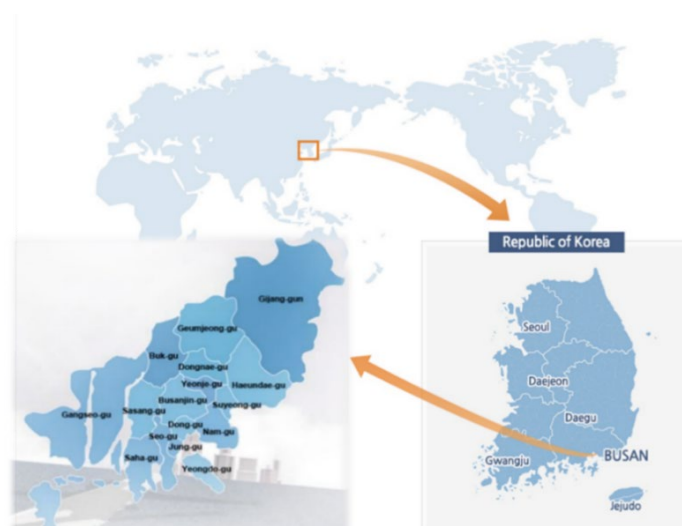 Republic of Korea
Seoul
Daejeon
Daegu
Gwangju
BUSAN
Jejudo
Gijang-gun
Geumjeong-gu
Buk-gu
Dongnae-gu
Yeonje-gu
Haeundae-gu
Busanjin-gu
Suyeong-gu
Gangseo-gu
Sasang-gu
Dong-gu
Nam-gu
Seo-gu
Jung-gu
Saha-gu
Yeongdo-gu